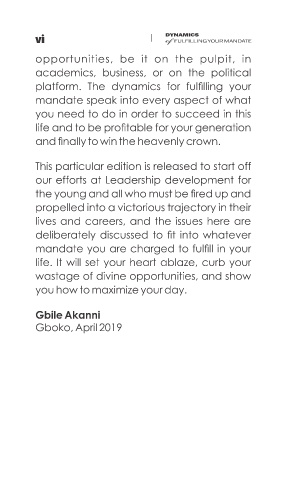 vi | DYNAMICS
of FULFILLING YOUR MANDATE
opportunities, be it on the pulpit, in
academics, business, or on the political
platform. The dynamics for fulfilling your
mandate speak into every aspect of what
you need to do in order to succeed in this
life and to be profitable for your generation
and finally to win the heavenly crown.
This particular edition is released to start off
our efforts at Leadership development for
the young and all who must be fired up and
propelled into a victorious trajectory in their
lives and careers, and the issues here are
deliberately discussed to fit into whatever
mandate you are charged to fulfill in your
life. It will set your heart ablaze, curb your
wastage of divine opportunities, and show
you how to maximize your day.
Gbile Akanni
Gboko, April 2019